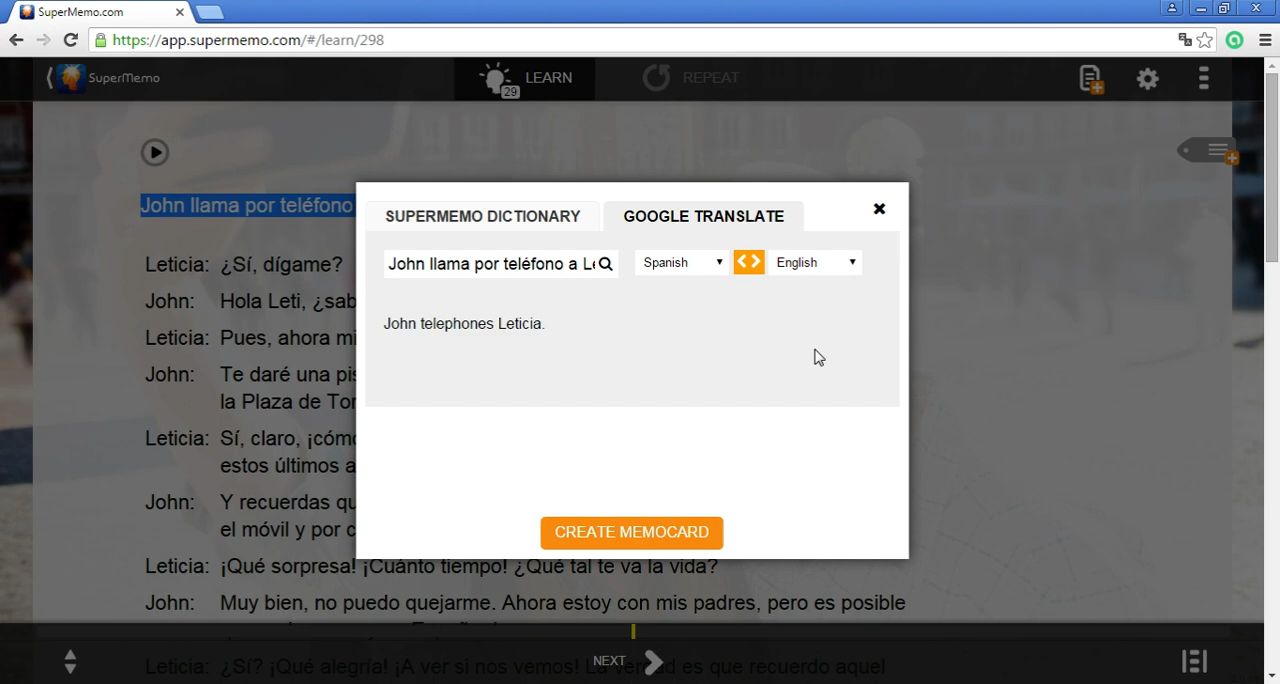 SuperMemo.com
https://app.supermemo.com/#/learn/298
SuperMemo
LEARN
29
REPEAT
John llama por teléfono
SUPERMEMO DICTIONARY
GOOGLE TRANSLATE
John llama por teléfono a Le
Spanish
English
John telephones Leticia.
CREATE MEMOCARD
Leticia: ¿Sí, dígame?
John: Hola Leti, ¿sab
Leticia: Pues, ahora mi
John: Te daré una pis
la Plaza de Tor
Leticia: Sí, claro, ¡cómo
estos últimos a
John: Y recuerdas qu
el móvil y por c
Leticia: ¡Qué sorpresa! ¡Cuánto tiempo! ¿Qué tal te va la vida?
John: Muy bien, no puedo quejarme. Ahora estoy con mis padres, pero es posible
Leticia: ¿Sí? ¡Qué alegría! ¡A ver si nos vemos! La verdad es que recuerdo aquel
NEXT